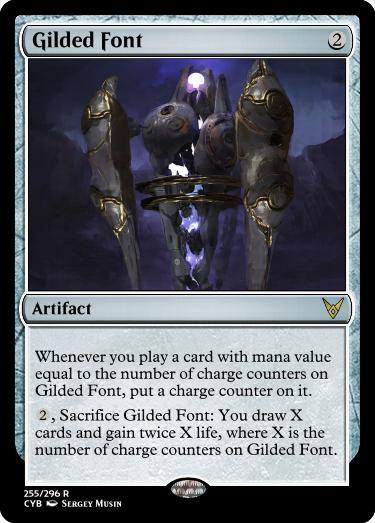 Gilded Font 2
Artifact
Whenever you play a card with mana value
equal to the number of charge counters on
Gilded Font, put a charge counter on it.
2, Sacrifice Gilded Font: You draw X
cards and gain twice X life, where X is the
number of charge counters on Gilded Font.
255/296 R
CYB Sergey Musin